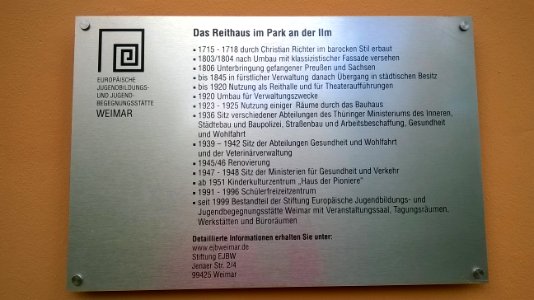 Das Reithaus im Park an der Ilm
• 1715 - 1718 durch Christian Richter im barocken Stil erbaut
• 1803/1804 nach Umbau mit klassizistischer Fassade versehen
• 1806 Unterbringung gefangener Preußen und Sachsen
• bis 1845 in fürstlicher Verwaltung danach Übergang in städtischen Besitz
• bis 1920 Nutzung als Reithalle und für Theateraufführungen
• 1920 Umbau für Verwaltungszwecke
• 1923 - 1925 Nutzung einiger Räume durch das Bauhaus
• 1936 Sitz verschiedener Abteilungen des Thüringer Ministeriums des Inneren,
Städtebau und Baupolizei, Straßenbau und Arbeitsbeschaffung, Gesundheit
und Wohlfahrt
• 1939 – 1942 Sitz der Abteilungen Gesundheit und Wohlfahrt
und der Veterinärverwaltung
• 1945/46 Renovierung
• 1947 - 1948 Sitz der Ministerien für Gesundheit und Verkehr
• ab 1951 Kinderkulturzentrum „Haus der Pioniere"
• 1991 - 1996 Schülerfreizeitzentrum
• seit 1999 Bestandteil der Stiftung Europäische Jugendbildungs- und
Jugendbegegnungsstätte Weimar mit Veranstaltungssaal, Tagungsräumen,
Werkstätten und Büroräumen
Detaillierte Informationen erhalten Sie unter:
www.ejbweimar.de
Stiftung EJBW
Jenaer Str. 2/4
99425 Weimar
EUROPÄISCHE
JUGENDBILDUNGS-
UND JUGEND-
BEGEGNUNGSSTÄTTE
WEIMAR